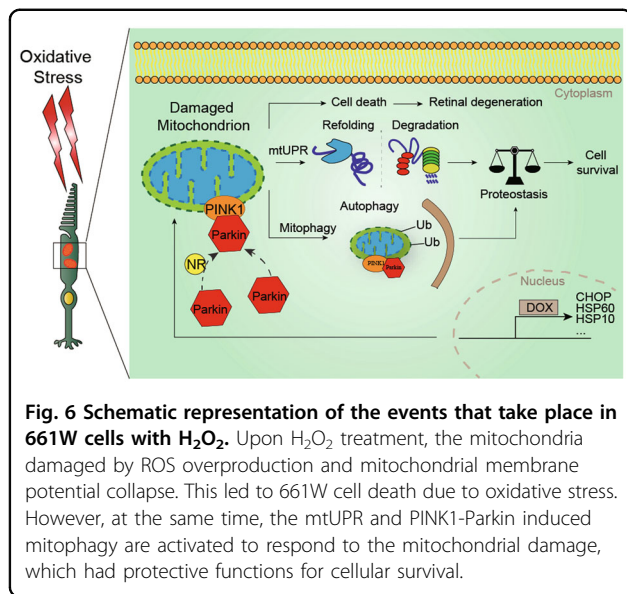 Oxidative
Stress
Cytoplasm
Damaged
Mitochondrion
Cell death
Retinal degeneration
Refolding
Degradation
mtUPR
Cell
survival
Proteostasis
PINK1
Parkin
Mitophagy
Autophagy
Ub
Ub
PINK1
Parkin
NR
Parkin
Parkin
Nucleus
DOX
CHOP
HSP60
HSP10
...
Fig. 6 Schematic representation of the events that take place in
661W cells with H₂O₂. Upon H₂O₂ treatment, the mitochondria
damaged by ROS overproduction and mitochondrial membrane
potential collapse. This led to 661W cell death due to oxidative stress.
However, at the same time, the mtUPR and PINK1-Parkin induced
mitophagy are activated to respond to the mitochondrial damage,
which had protective functions for cellular survival.